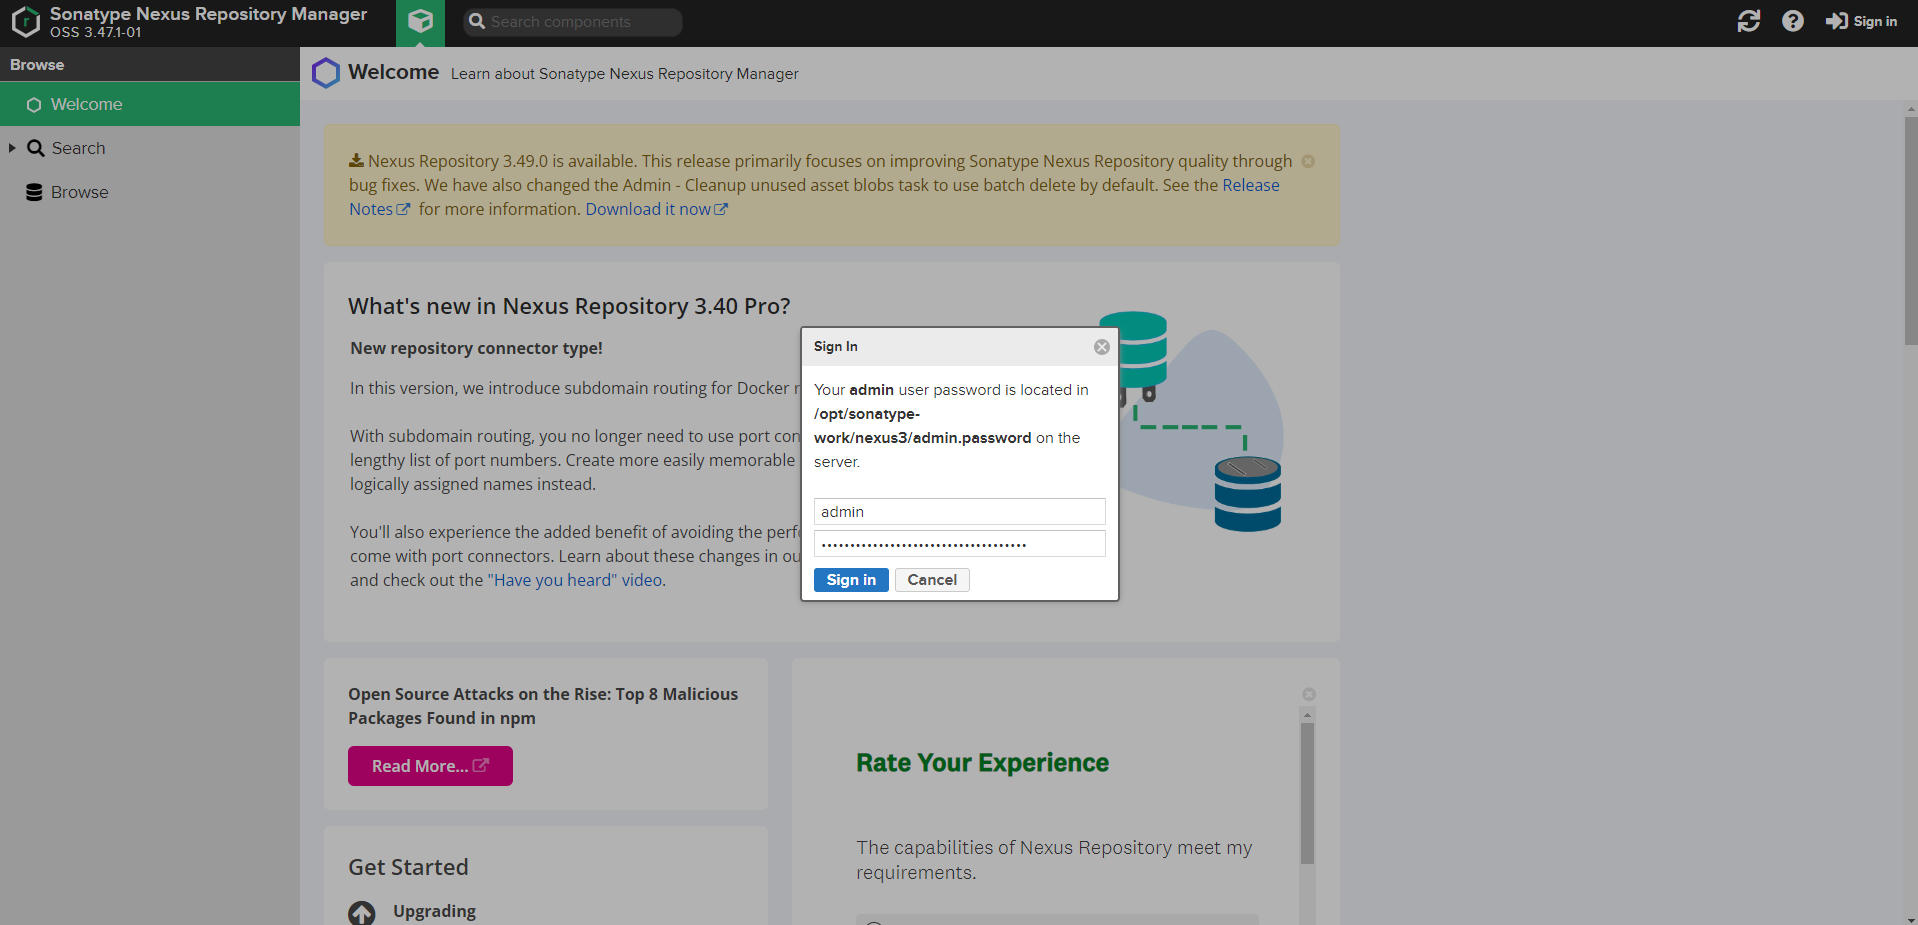 Sonatype Nexus Repository Manager
OSS 3.47.1-01
Search components
Sign in
Browse
Welcome
Search
Browse
Welcome Learn about Sonatype Nexus Repository Manager
Nexus Repository 3.49.0 is available. This release primarily focuses on improving Sonatype Nexus Repository quality through
bug fixes. We have also changed the Admin - Cleanup unused asset blobs task to use batch delete by default. See the Release
Notes for more information. Download it now
What's new in Nexus Repository 3.40 Pro?
New repository connector type!
In this version, we introduce subdomain routing for Docker
With subdomain routing, you no longer need to use port
lengthy list of port numbers. Create more easily memorable
logically assigned names instead.
You'll also experience the added benefit of avoiding the
come with port connectors. Learn about these changes in
and check out the "Have you heard" video.
Sign In
Your admin user password is located in
/opt/sonatype-
work/nexus3/admin.password on the
server.
admin
Sign in
Cancel
Open Source Attacks on the Rise: Top 8 Malicious
Packages Found in npm
Read More...
Get Started
Upgrading
Rate Your Experience
The capabilities of Nexus Repository meet my
requirements.